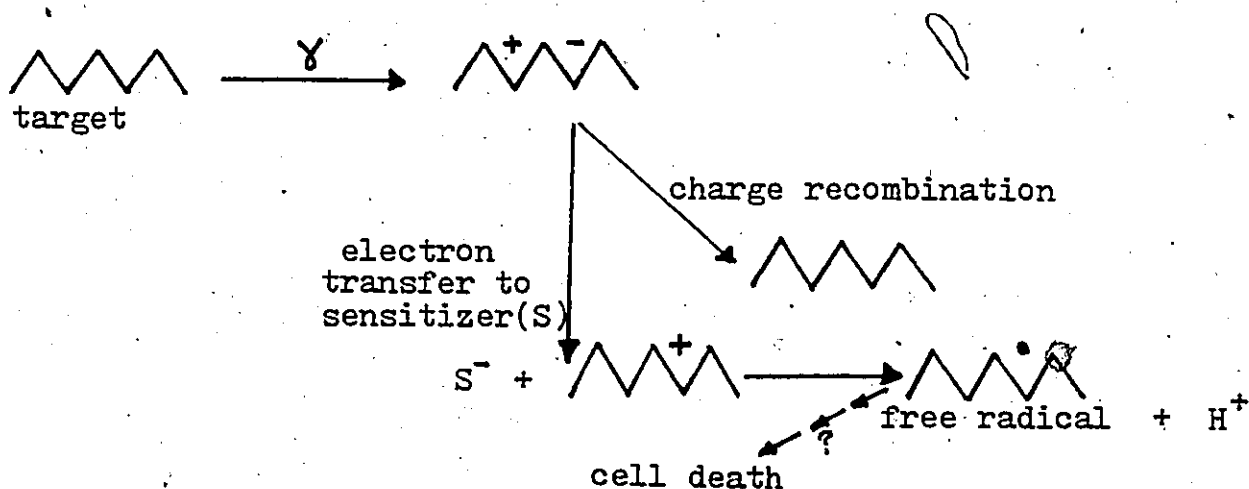 γ
+ -
target
charge recombination
electron
transfer to
sensitizer(S)
S⁻ + +
free radical + H⁺
?
cell death